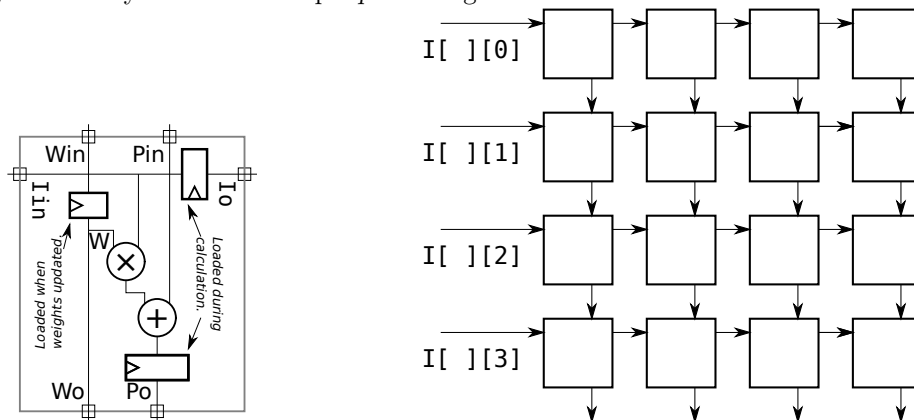 I[ ][0]
I[ ][1]
I[ ][2]
I[ ][3]
Win
Pin
Iin
Io
W
Loaded when
weights updated.
Loaded during
calculation.
Wo
Po